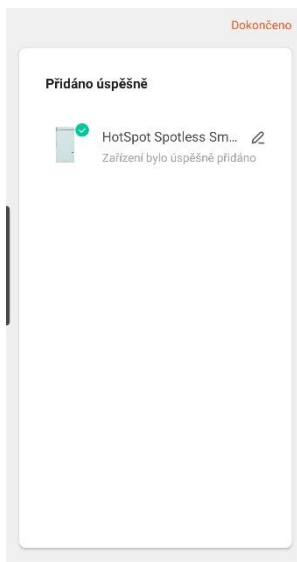 Dokončeno
Přidáno úspěšně
HotSpot Spotless Sm...
Zařízení bylo úspěšně přidáno